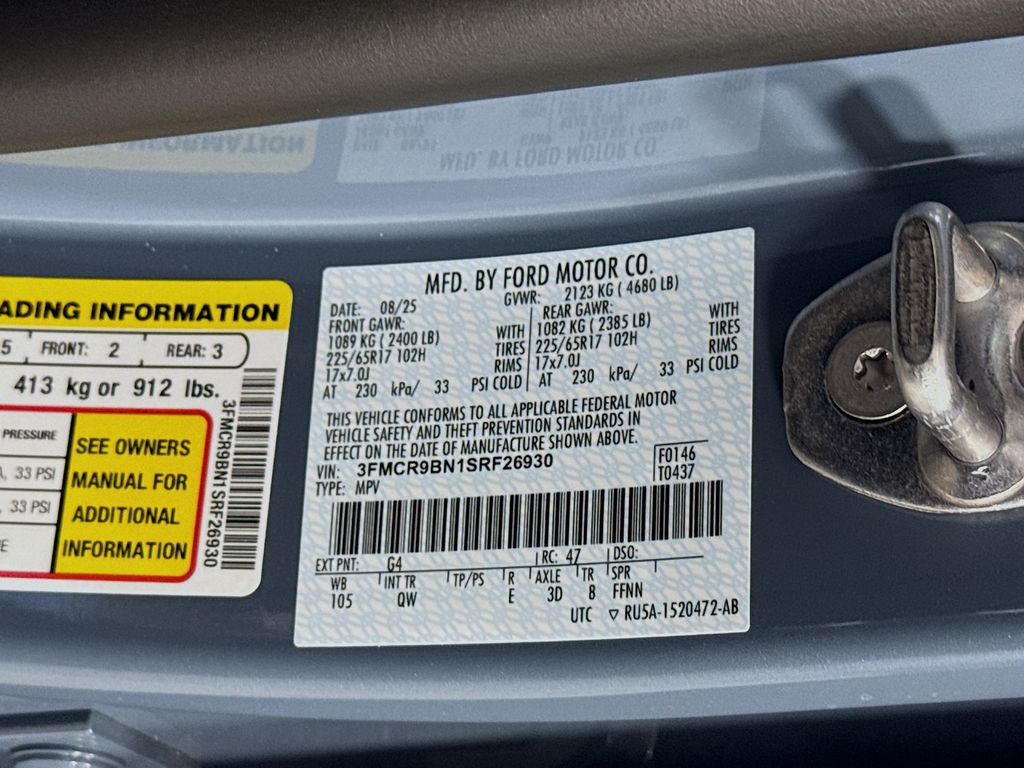 ADING INFORMATION
5 FRONT: 2 REAR: 3
413 kg or 912 lbs.
PRESSURE
33 PSI
33 PSI
SEE OWNERS
MANUAL FOR
ADDITIONAL
INFORMATION
3FMCR9BN1SRF26930
MFD. BY FORD MOTOR CO.
DATE: 08/25 GVWR: 2123 KG ( 4680 LB)
FRONT GAWR: REAR GAWR:
1089 KG ( 2400 LB) WITH 1082 KG ( 2385 LB) WITH
225/65R17 102H TIRES 225/65R17 102H TIRES
17x7.0J RIMS 17x7.0J RIMS
AT 230 kPa/ 33 PSI COLD AT 230 kPa/ 33 PSI COLD
THIS VEHICLE CONFORMS TO ALL APPLICABLE FEDERAL MOTOR
VEHICLE SAFETY AND THEFT PREVENTION STANDARDS IN
EFFECT ON THE DATE OF MANUFACTURE SHOWN ABOVE.
VIN: 3FMCR9BN1SRF26930 F0146
TYPE: MPV T0437
EXT PNT: G4 RC: 47 DSO:
WB INT TR TP/PS R AXLE TR SPR
105 QW E 3D 8 FFNN
UTC ▽ RU5A-1520472-AB